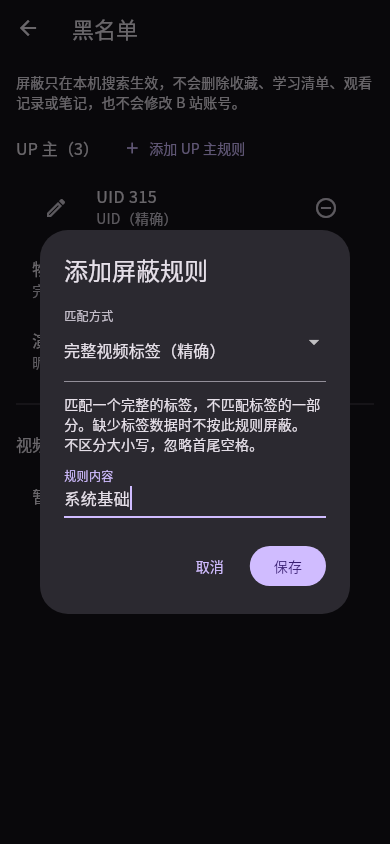 黑名单
屏蔽只在本机搜索生效，不会删除收藏、学习清单、观看
记录或笔记，也不会修改 B 站账号。
UP 主（3）
添加 UP 主规则
UID 315
UID（精确）
添加屏蔽规则
匹配方式
完整视频标签（精确）
匹配一个完整的标签，不匹配标签的一部
分。缺少标签数据时不按此规则屏蔽。
不区分大小写，忽略首尾空格。
视频
规则内容
系统基础
取消
保存